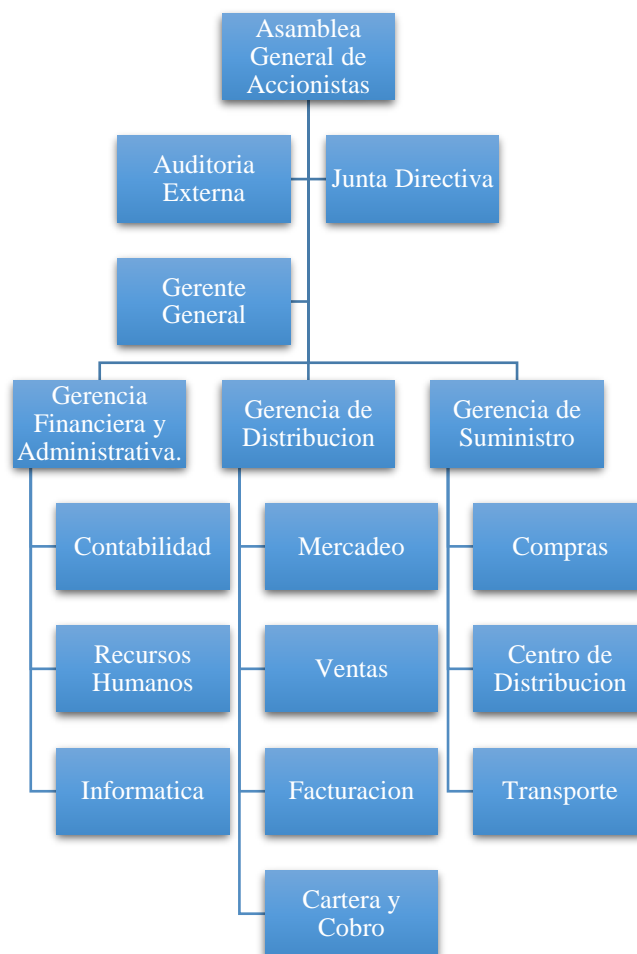 Asamblea
General de
Accionistas
Auditoria
Externa
Junta Directiva
Gerente
General
Gerencia
Financiera y
Administrativa.
Gerencia de
Distribucion
Gerencia de
Suministro
Contabilidad
Mercadeo
Compras
Recursos
Humanos
Ventas
Centro de
Distribucion
Informatica
Facturacion
Transporte
Cartera y
Cobro